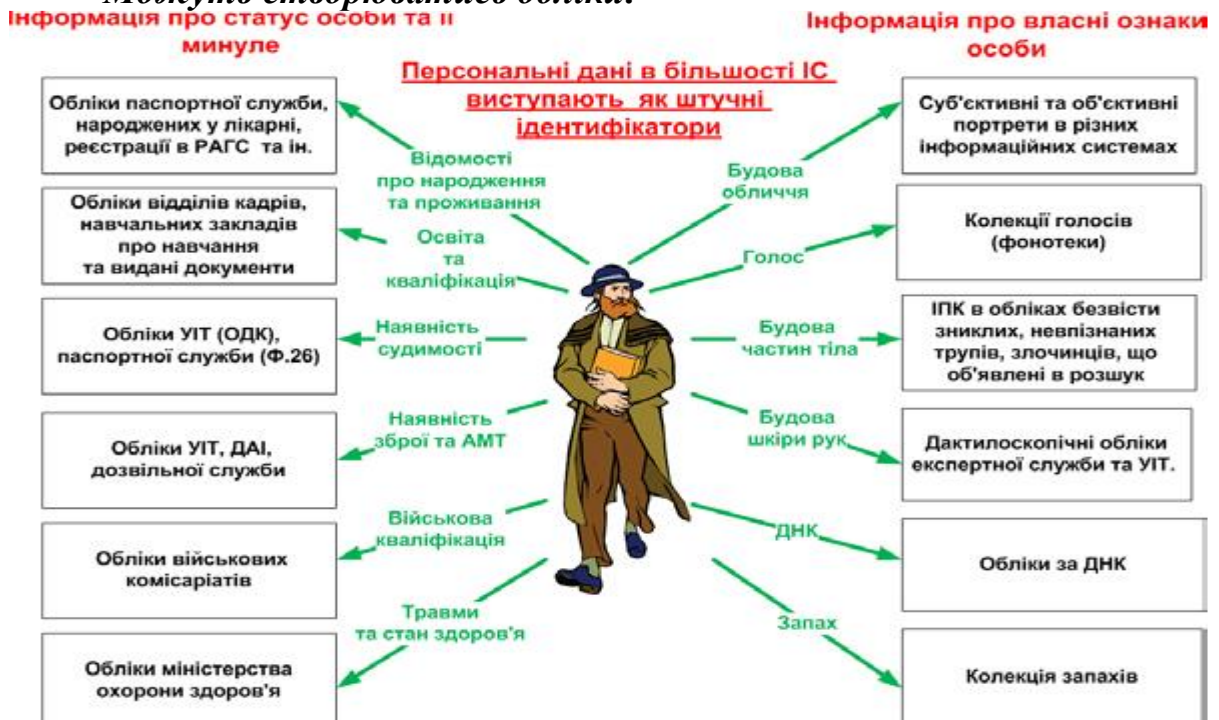 Можуть створюватись обліки:
Інформація про статус особи та її
минуле
Інформація про власні ознаки
особи
Персональні дані в більшості ІС
виступають як штучні
ідентифікатори
Обліки паспортної служби,
народжених у лікарні,
реєстрації в РАГС та ін.
Відомості
про народження
та проживання
Обліки відділів кадрів,
навчальних закладів
про навчання
та видані документи
Освіта
та
кваліфікація
Обліки УІТ (ОДК),
паспортної служби (Ф.26)
Наявність
судимості
Обліки УІТ, ДАІ,
дозвільної служби
Наявність
зброї та АМТ
Обліки військових
комісаріатів
Військова
кваліфікація
Обліки міністерства
охорони здоров'я
Травми
та стан здоров'я
Будова
обличчя
Суб'єктивні та об'єктивні
портрети в різних
інформаційних системах
Голос
Колекції голосів
(фонотеки)
Будова
частин тіла
ІПК в обліках безвісти
зниклих, невпізнаних
трупів, злочинців, що
об'явлені в розшук
Будова
шкіри рук
Дактилоскопічні обліки
експертної служби та УІТ.
ДНК
Обліки за ДНК
Запах
Колекція запахів